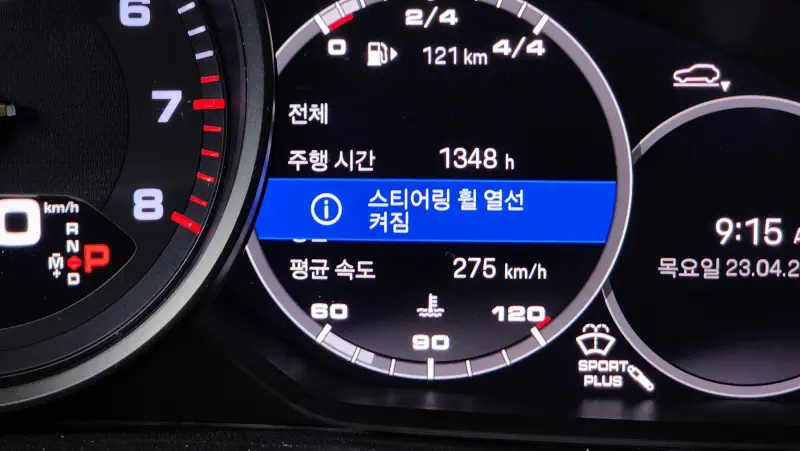 6
7
8
0 km/h
R
N
M P
+ D
2/4
0 4/4
121 km
전체
주행 시간 1348 h
스티어링 휠 열선
켜짐
평균 속도 275 km/h
60 90 120
9:15 A
목요일 23.04.2
SPORT
PLUS